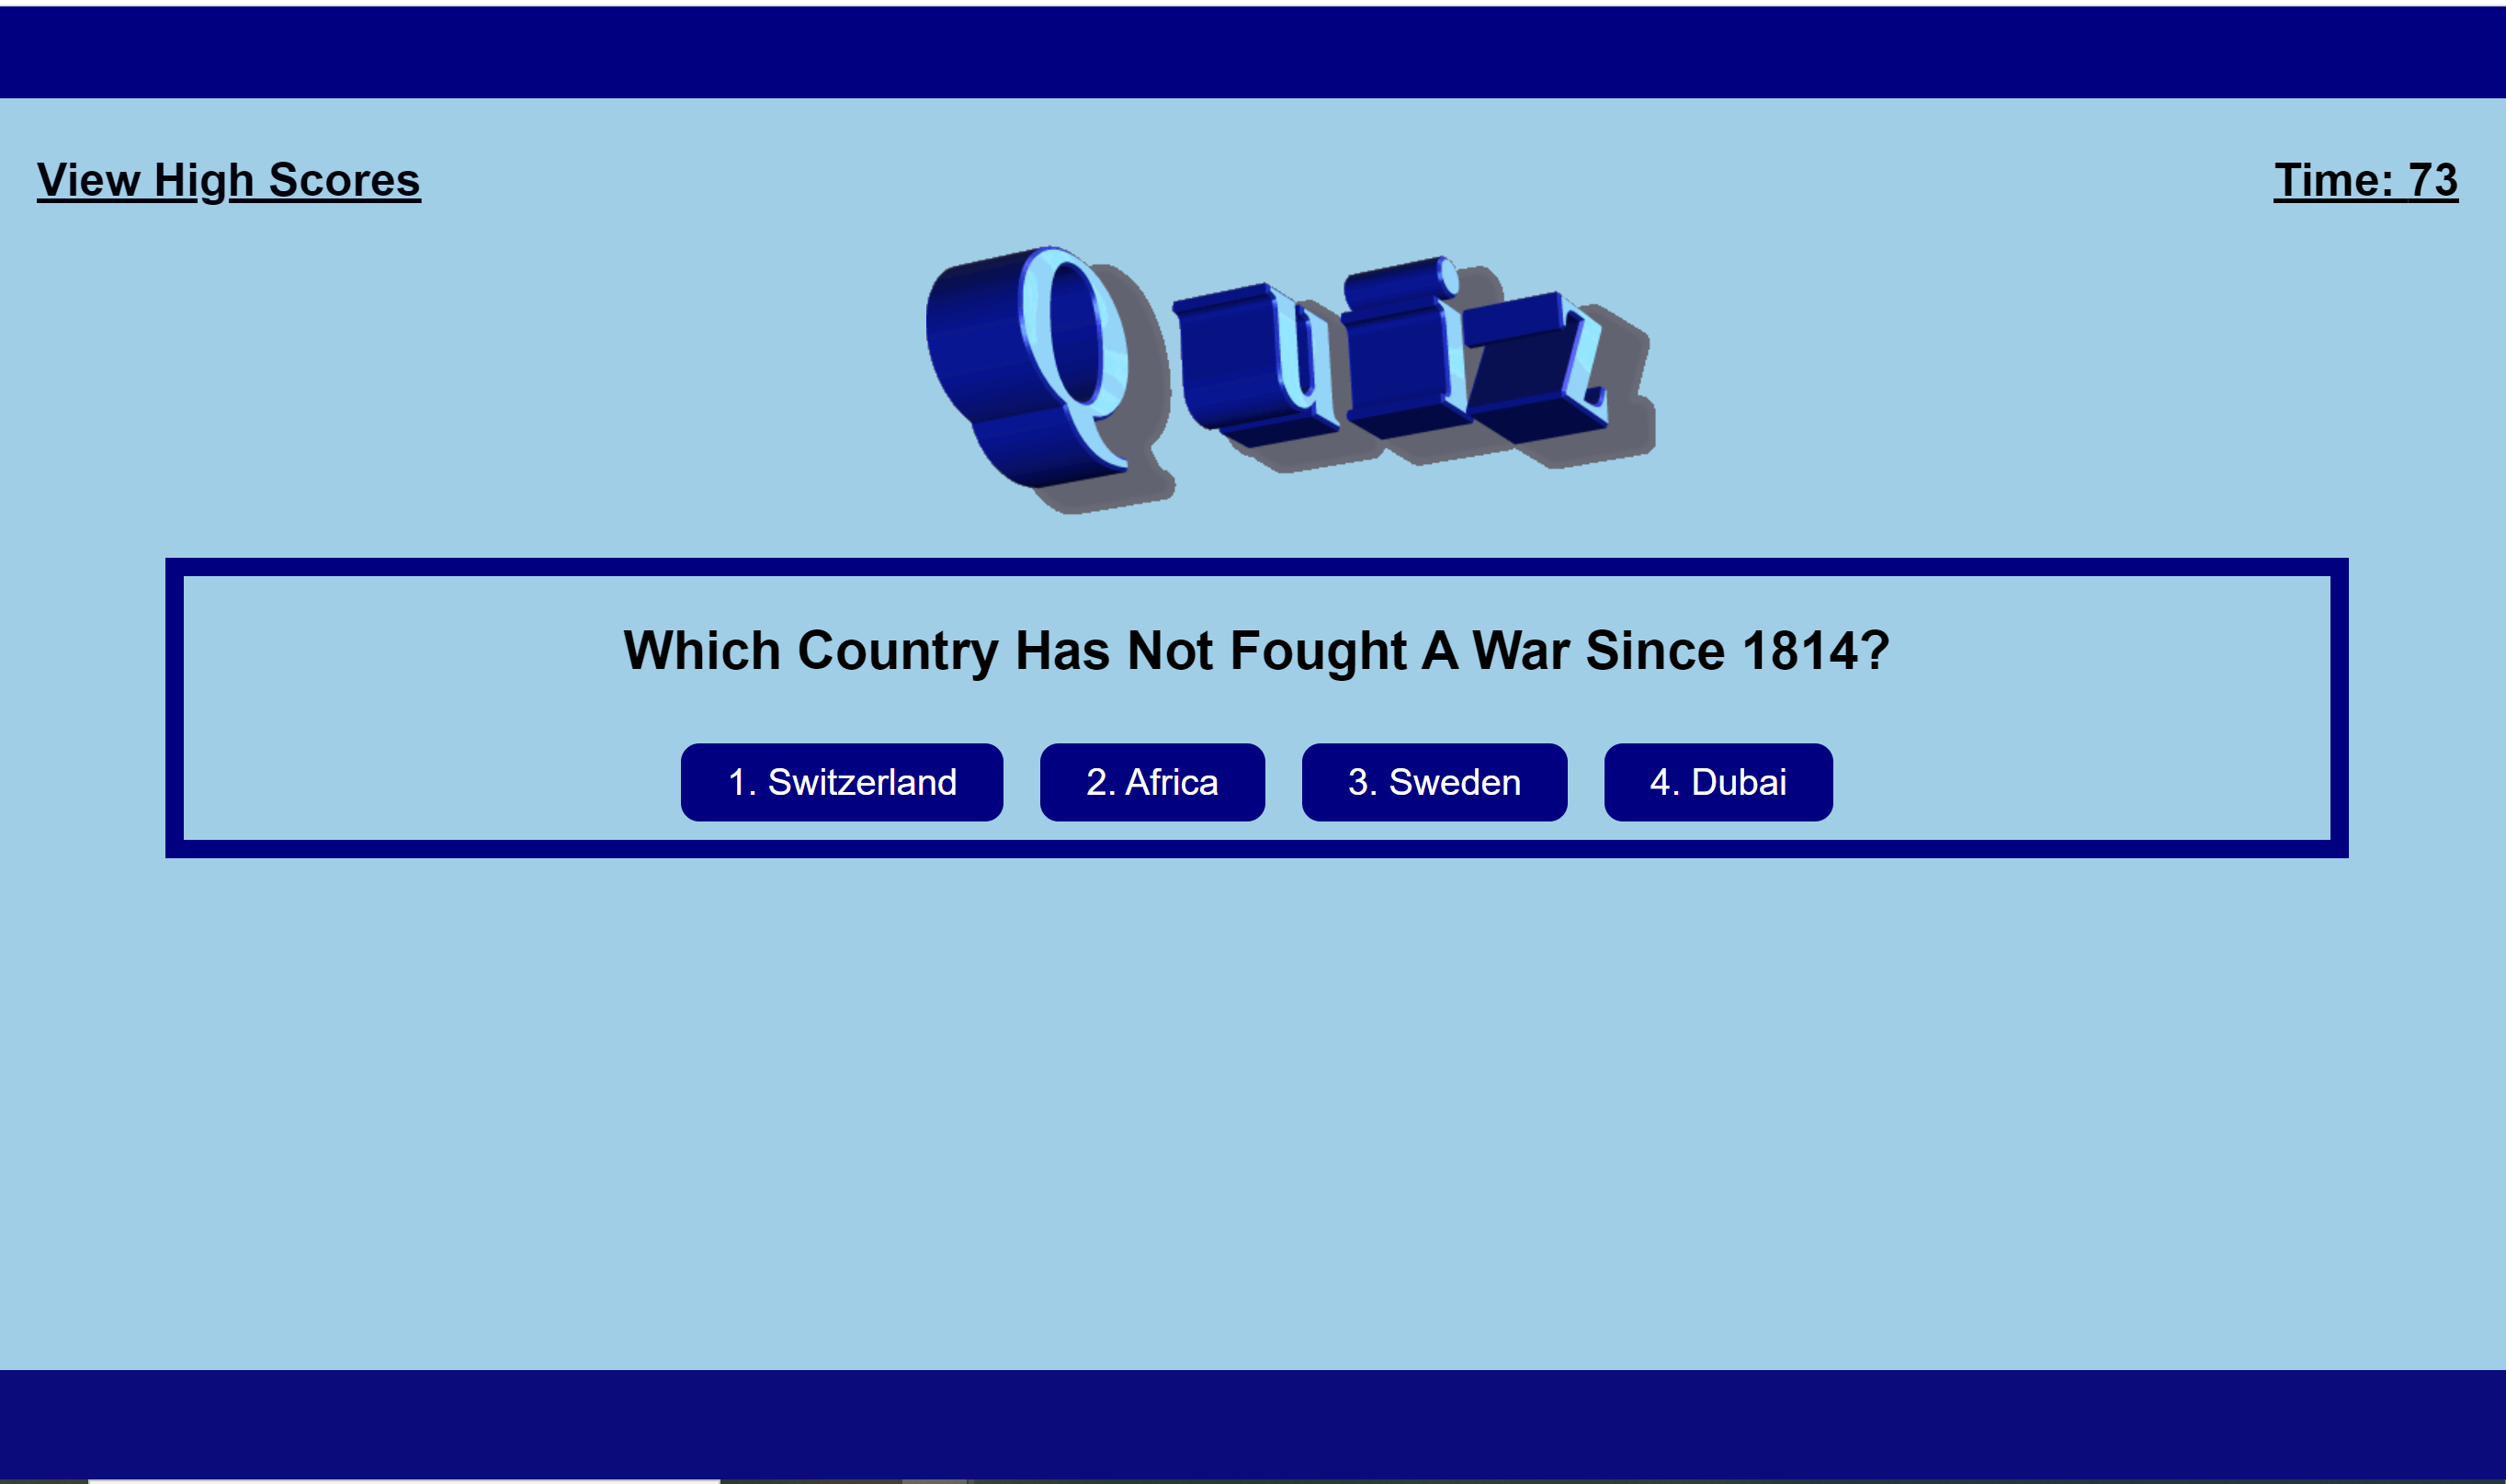 View High Scores
Time: 73
Quiz
Which Country Has Not Fought A War Since 1814?
1. Switzerland
2. Africa
3. Sweden
4. Dubai